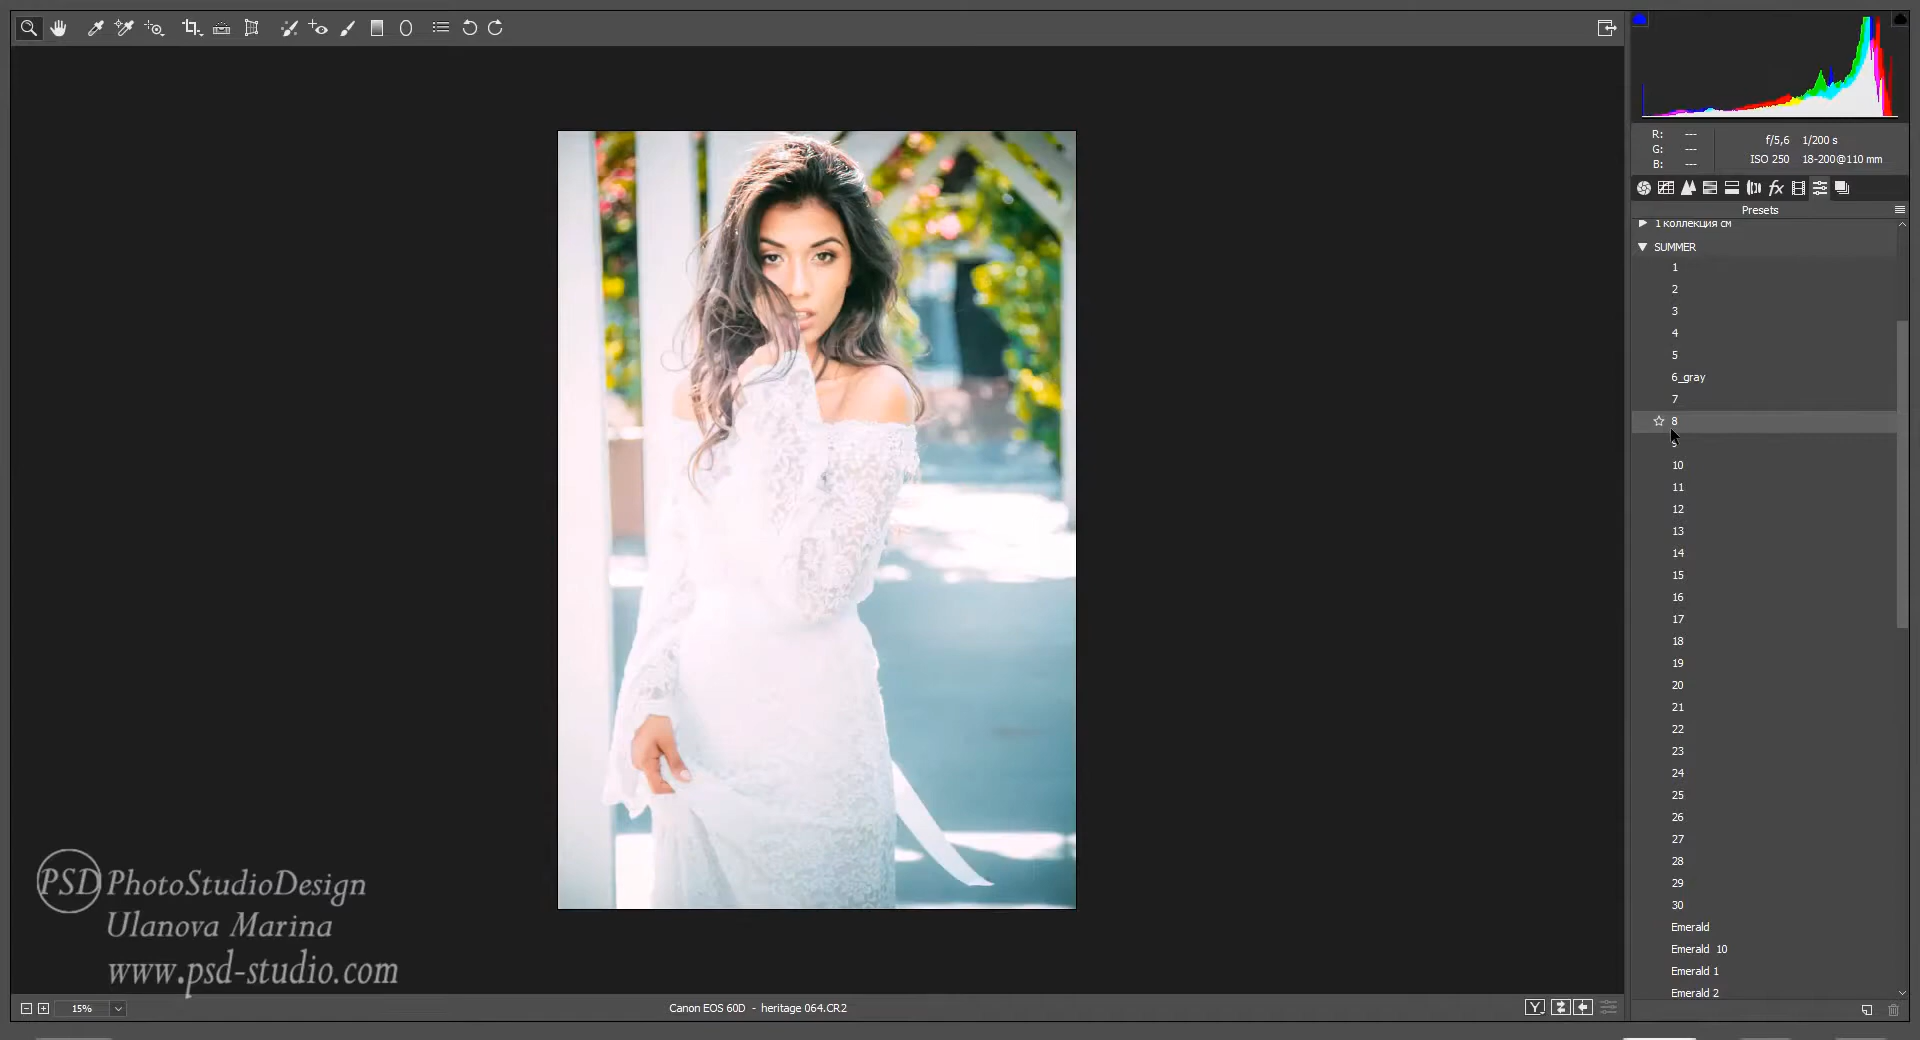 R: ---
G: ---
B: ---
f/5,6 1/200 s
ISO 250 18-200@110 mm
Presets
1 коллекция см
SUMMER
1
2
3
4
5
6_gray
7
8
9
10
11
12
13
14
15
16
17
18
19
20
21
22
23
24
25
26
27
28
29
30
Emerald
Emerald 10
Emerald 1
Emerald 2
PSD PhotoStudioDesign
Ulanova Marina
www.psd-studio.com
15%
Canon EOS 60D - heritage 064.CR2